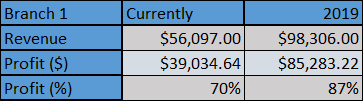 Branch 1 Currently 2019
Revenue $56,097.00 $98,306.00
Profit ($) $39,034.64 $85,283.22
Profit (%) 70% 87%